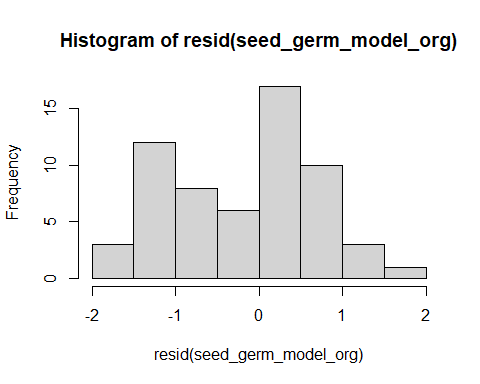 Histogram of resid(seed_germ_model_org)
Frequency
15
10
5
0
-2 -1 0 1 2
resid(seed_germ_model_org)